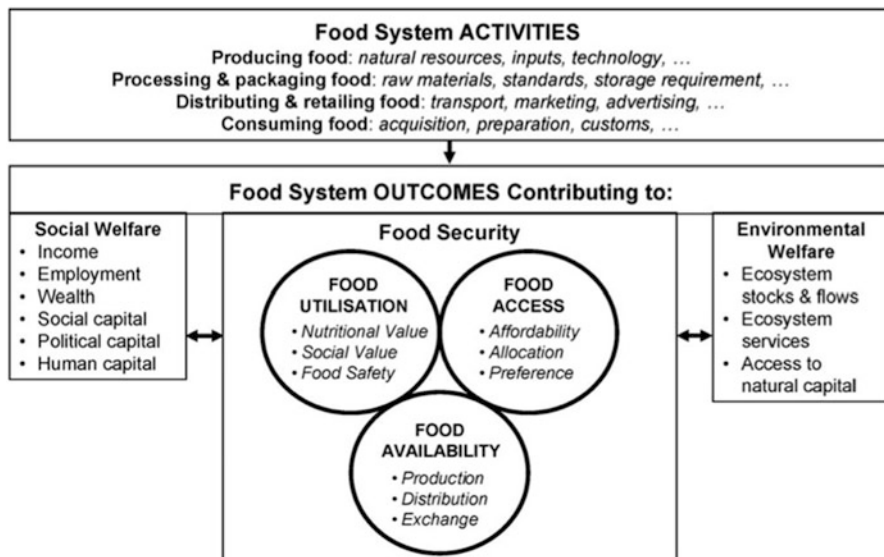 Food System ACTIVITIES
Producing food: natural resources, inputs, technology, …
Processing & packaging food: raw materials, standards, storage requirement, …
Distributing & retailing food: transport, marketing, advertising, …
Consuming food: acquisition, preparation, customs, …
Food System OUTCOMES Contributing to:
Social Welfare
• Income
• Employment
• Wealth
• Social capital
• Political capital
• Human capital
Food Security
FOOD
UTILISATION
• Nutritional Value
• Social Value
• Food Safety
FOOD
ACCESS
• Affordability
• Allocation
• Preference
FOOD
AVAILABILITY
• Production
• Distribution
• Exchange
Environmental
Welfare
• Ecosystem
stocks & flows
• Ecosystem
services
• Access to
natural capital